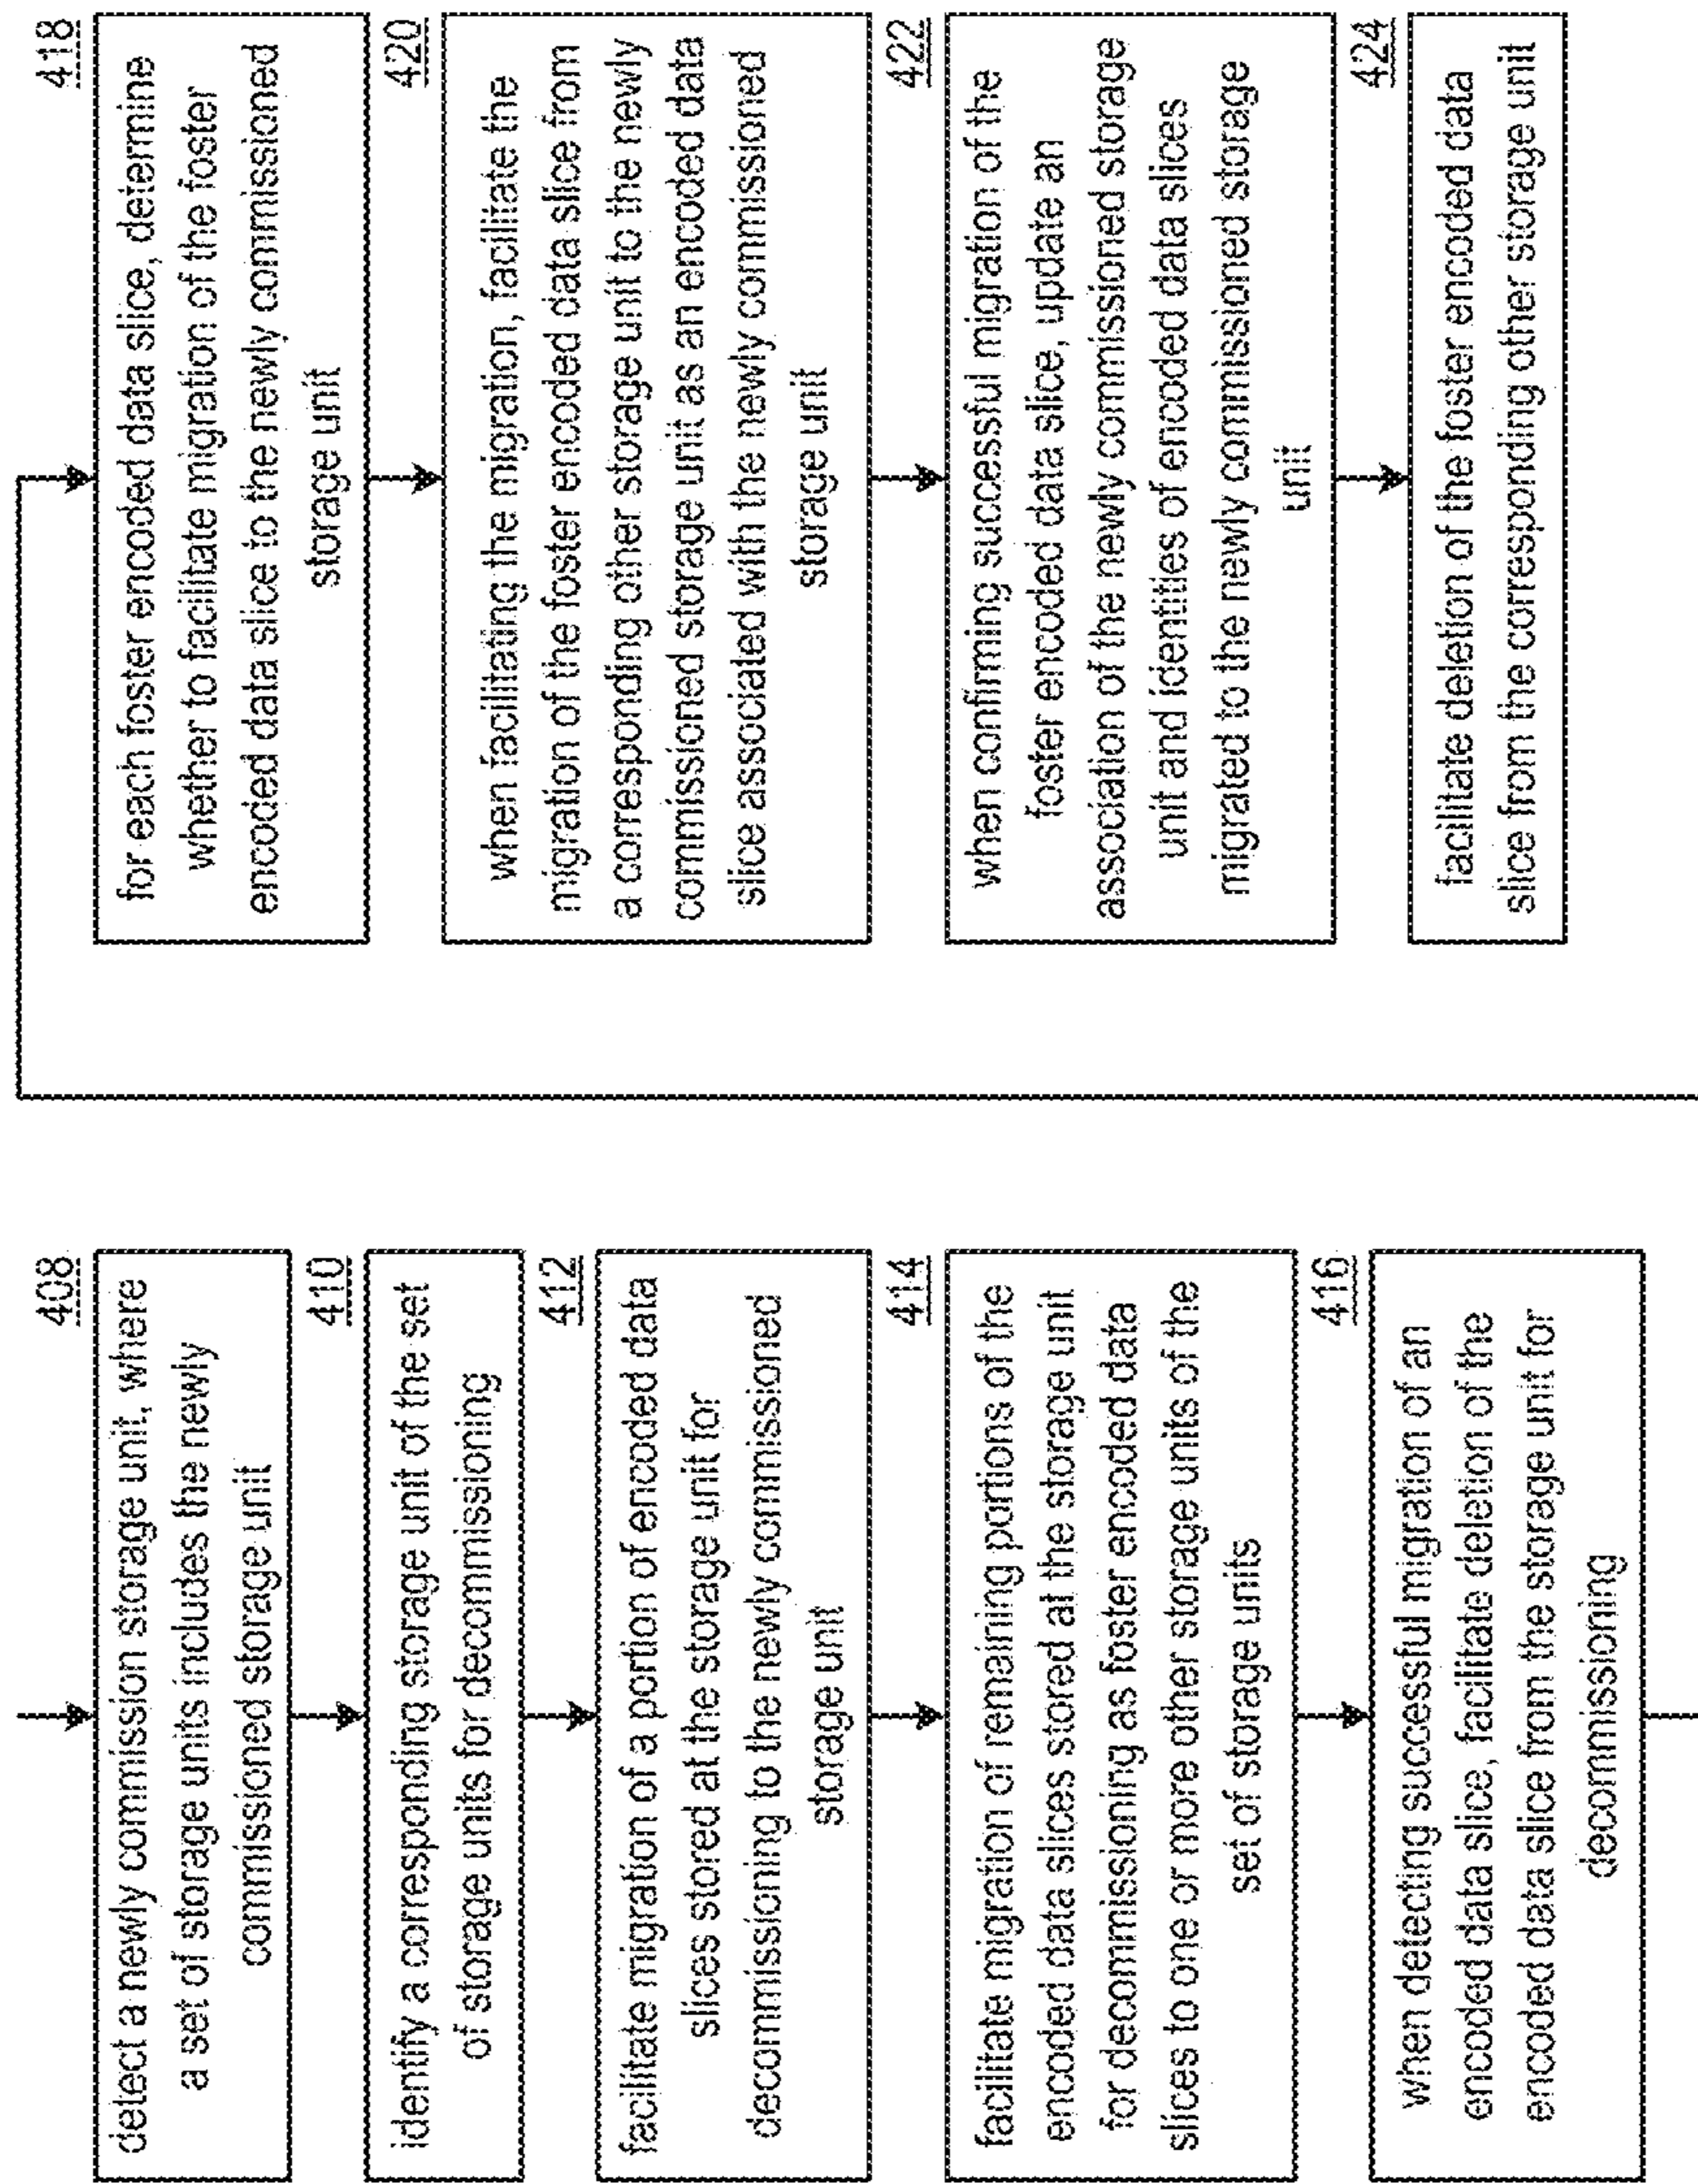 408
detect a newly commission storage unit, where
a set of storage units includes the newly
commissioned storage unit
410
identify a corresponding storage unit of the set
of storage units for decommissioning
412
facilitate migration of a portion of encoded data
slices stored at the storage unit for
decommissioning to the newly commissioned
storage unit
414
facilitate migration of remaining portions of the
encoded data slices stored at the storage unit
for decommissioning as foster encoded data
slices to one or more other storage units of the
set of storage units
416
when detecting successful migration of an
encoded data slice, facilitate deletion of the
encoded data slice from the storage unit for
decommissioning
418
for each foster encoded data slice, determine
whether to facilitate migration of the foster
encoded data slice to the newly commissioned
storage unit
420
when facilitating the migration, facilitate the
migration of the foster encoded data slice from
a corresponding other storage unit to the newly
commissioned storage unit as an encoded data
slice associated with the newly commissioned
storage unit
422
when confirming successful migration of the
foster encoded data slice, update an
association of the newly commissioned storage
unit and identities of encoded data slices
migrated to the newly commissioned storage
unit
424
facilitate deletion of the foster encoded data
slice from the corresponding other storage unit